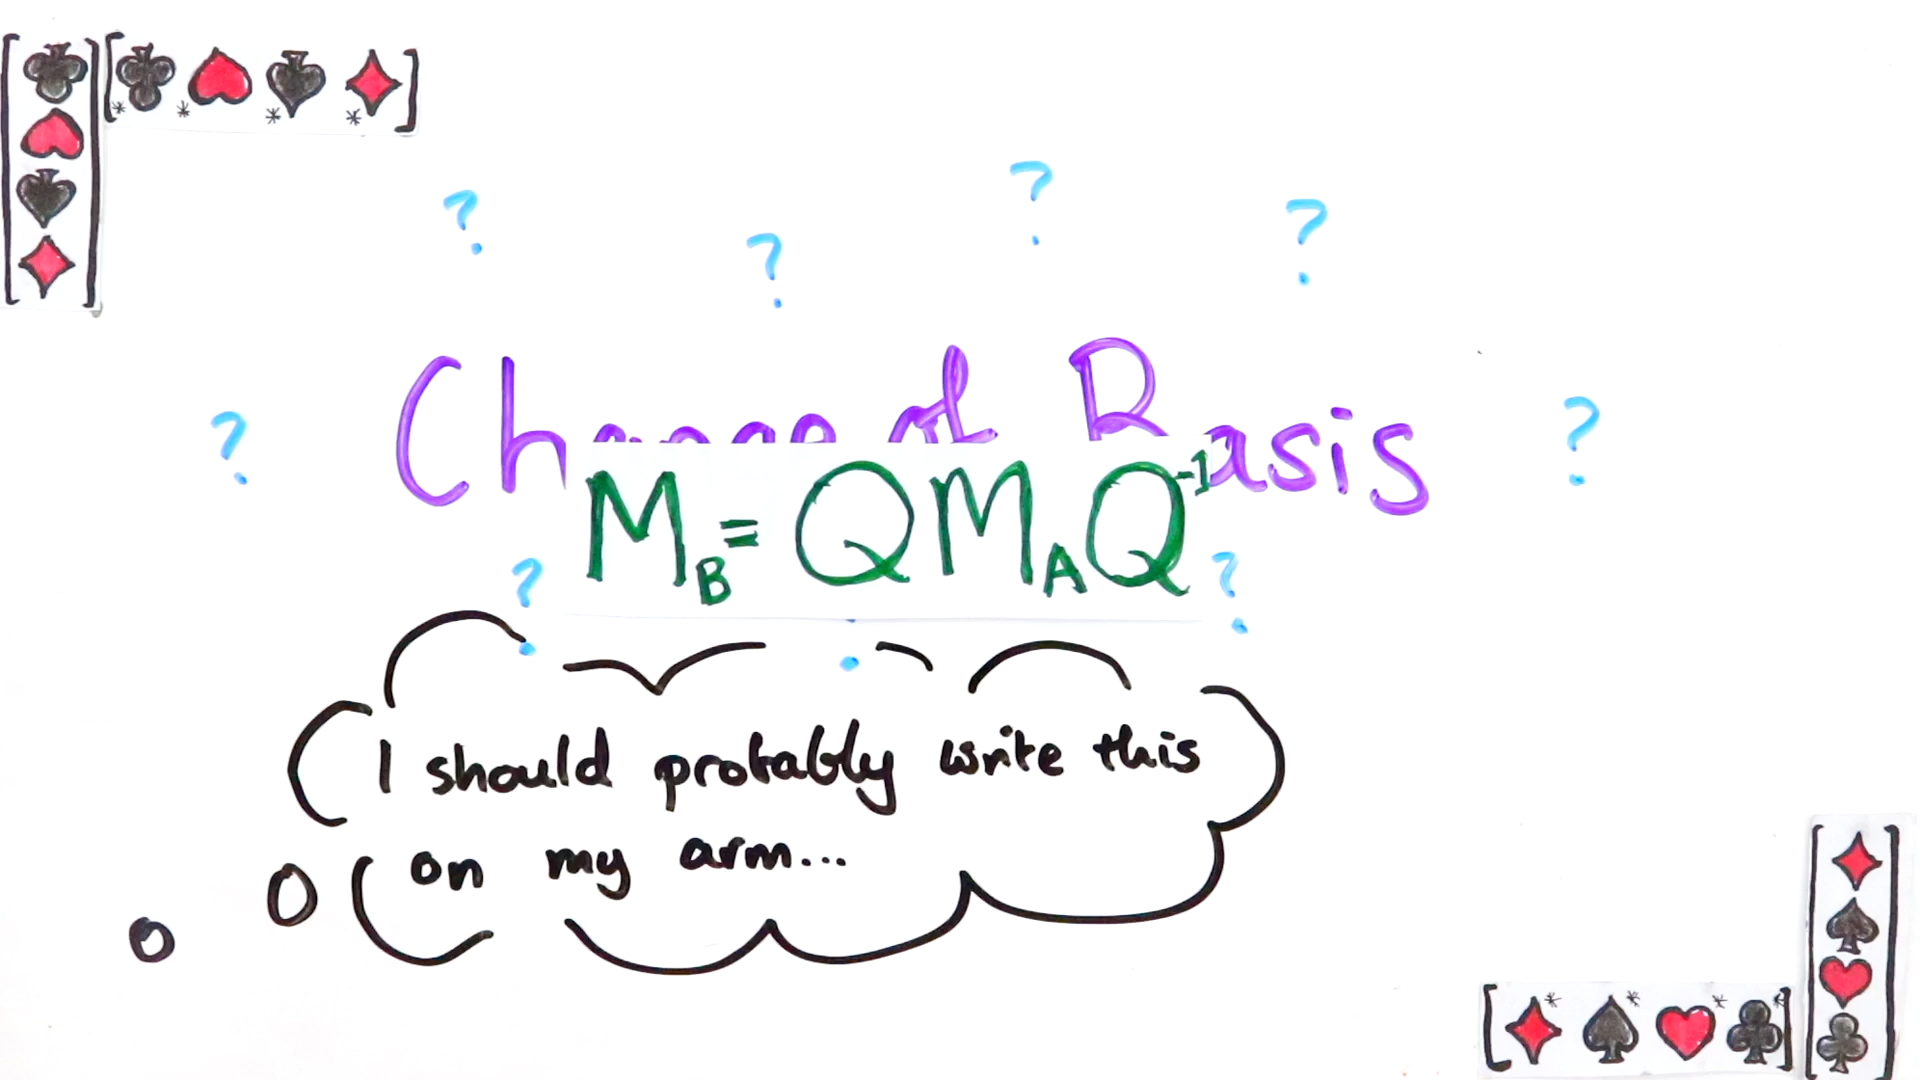 ? ? ? ?
Change of Basis
? ?
M_B = QM_AQ^{-1}
? ?
I should probably write this
on my arm...